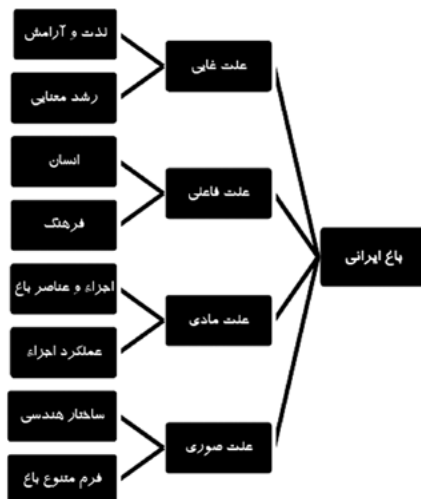 باغ ایرانی
علت غایی
لذت و آرامش
رشد معنایی
علت فاعلی
انسان
فرهنگ
علت مادی
اجزاء و عناصر باغ
عملکرد اجزاء
علت صوری
ساختار هندسی
فرم متنوع باغ